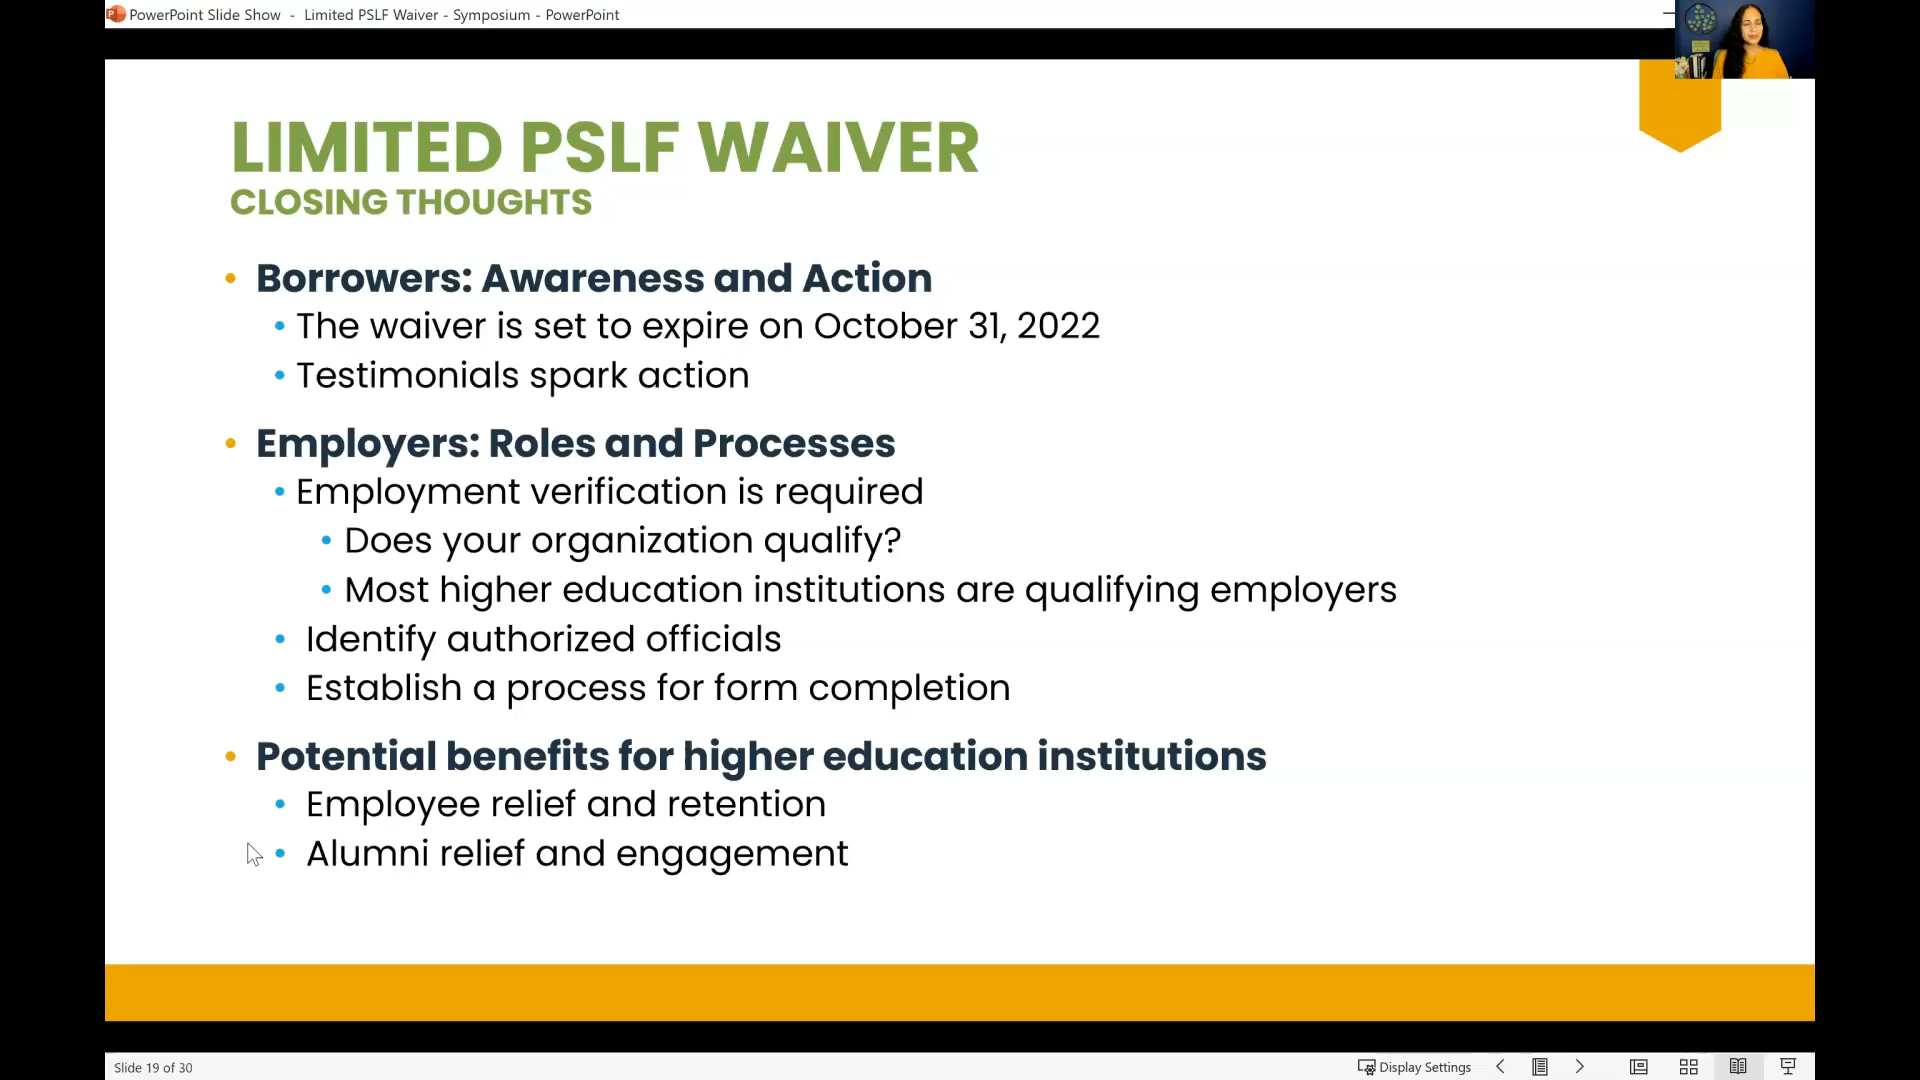 PowerPoint Slide Show - Limited PSLF Waiver - Symposium - PowerPoint
LIMITED PSLF WAIVER
CLOSING THOUGHTS
• Borrowers: Awareness and Action
• The waiver is set to expire on October 31, 2022
• Testimonials spark action
• Employers: Roles and Processes
• Employment verification is required
• Does your organization qualify?
• Most higher education institutions are qualifying employers
• Identify authorized officials
• Establish a process for form completion
• Potential benefits for higher education institutions
• Employee relief and retention
• Alumni relief and engagement
Slide 19 of 30
Display Settings